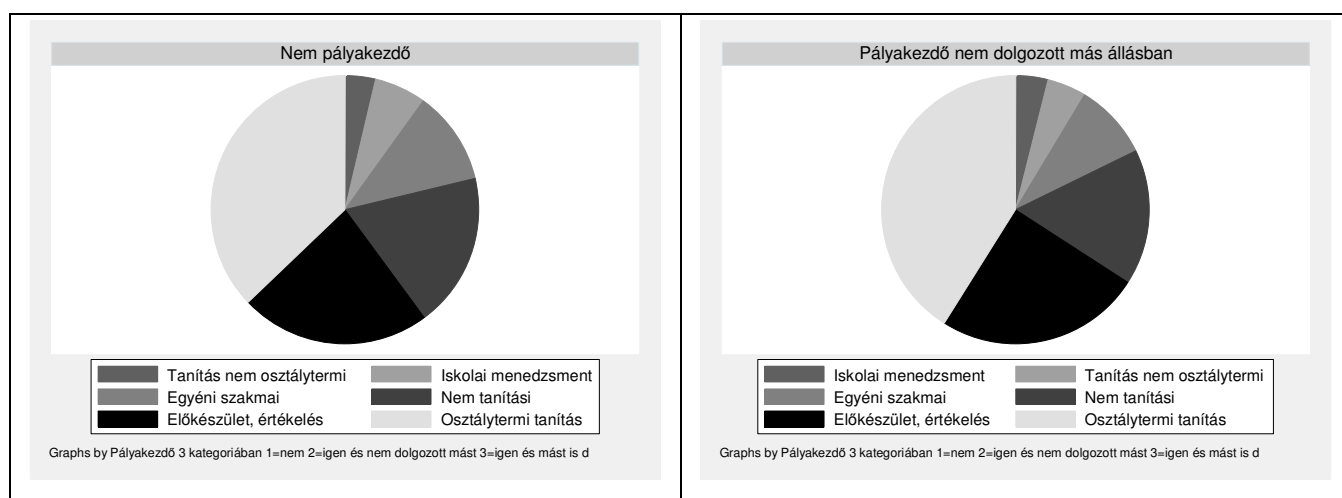 Nem pályakezdő
Tanítás nem osztálytermi
Iskolai menedzsment
Egyéni szakmai
Nem tanítási
Előkészület, értékelés
Osztálytermi tanítás
Graphs by Pályakezdő 3 kategoriában 1=nem 2=igen és nem dolgozott mást 3=igen és mást is d
Pályakezdő nem dolgozott más állásban
Iskolai menedzsment
Tanítás nem osztálytermi
Egyéni szakmai
Nem tanítási
Előkészület, értékelés
Osztálytermi tanítás
Graphs by Pályakezdő 3 kategoriában 1=nem 2=igen és nem dolgozott mást 3=igen és mást is d